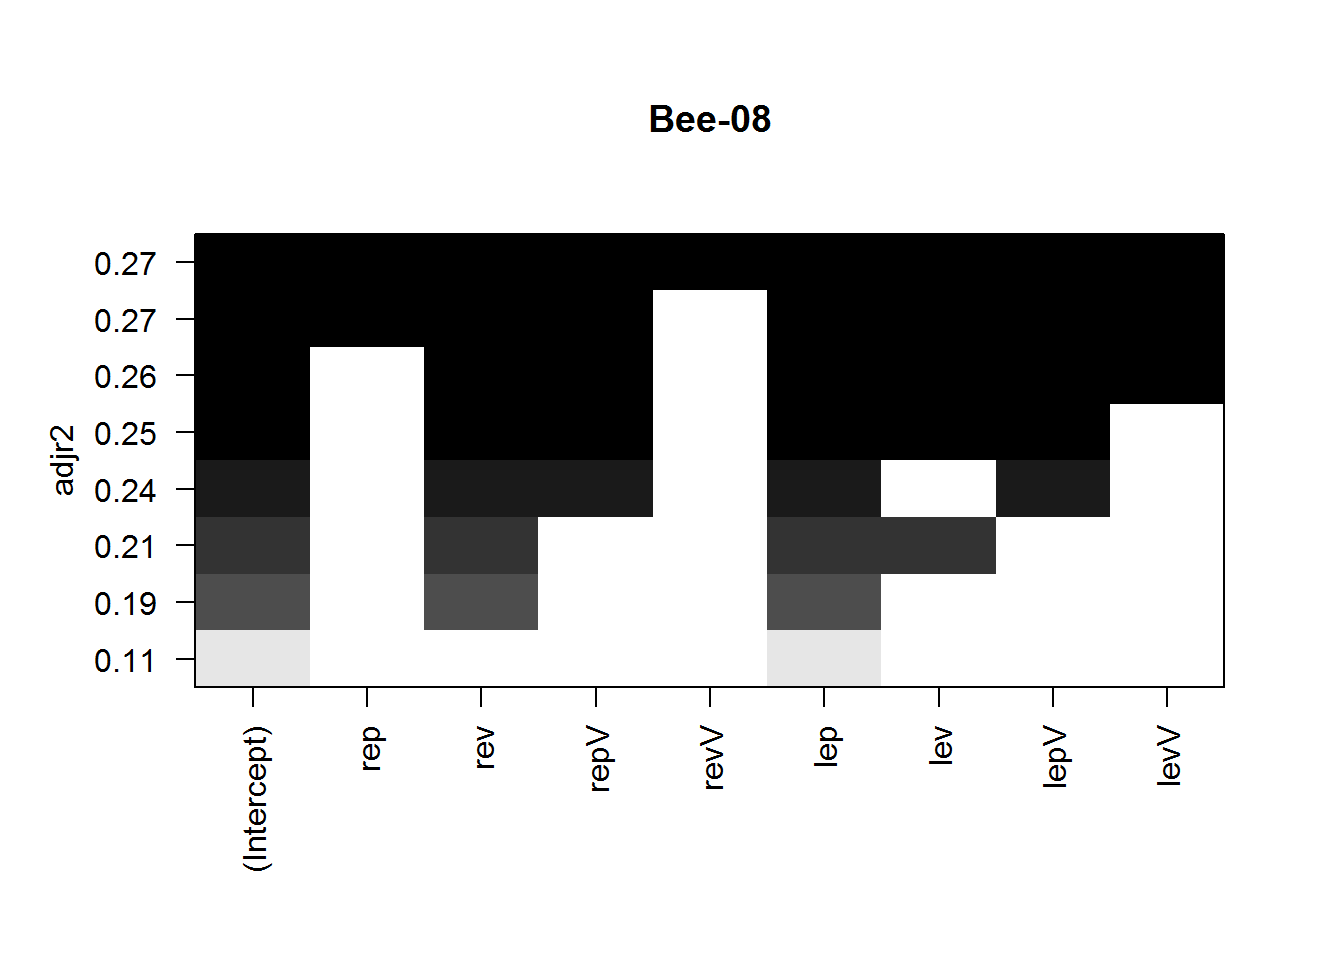 Bee-08
adjr2
0.27
0.27
0.26
0.25
0.24
0.21
0.19
0.11
(Intercept)
rep
rev
repV
revV
lep
lev
lepV
levV